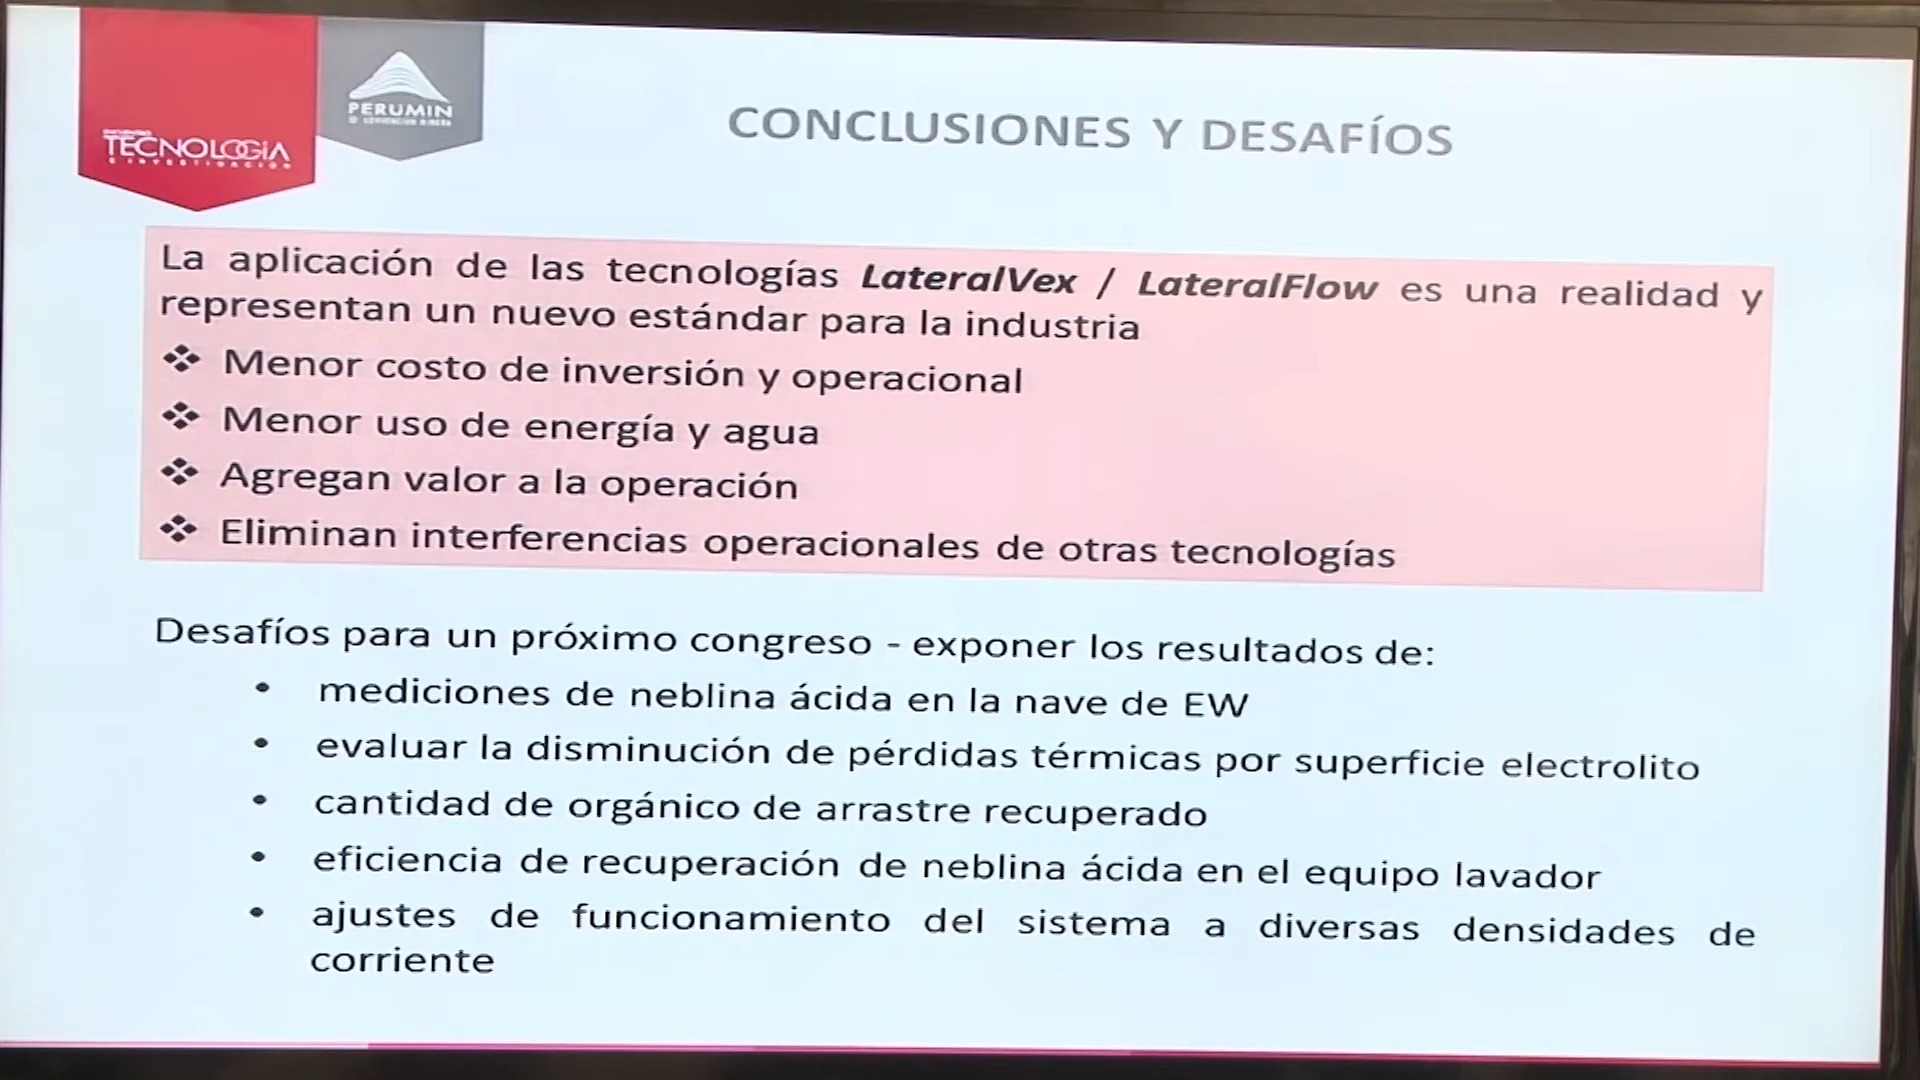 TECNOLOGÍA
PERUMIN
CONCLUSIONES Y DESAFÍOS
La aplicación de las tecnologías LateralVex / LateralFlow es una realidad y
representan un nuevo estándar para la industria
❖ Menor costo de inversión y operacional
❖ Menor uso de energía y agua
❖ Agregan valor a la operación
❖ Eliminan interferencias operacionales de otras tecnologías
Desafíos para un próximo congreso - exponer los resultados de:
• mediciones de neblina ácida en la nave de EW
• evaluar la disminución de pérdidas térmicas por superficie electrolito
• cantidad de orgánico de arrastre recuperado
• eficiencia de recuperación de neblina ácida en el equipo lavador
• ajustes de funcionamiento del sistema a diversas densidades de
corriente